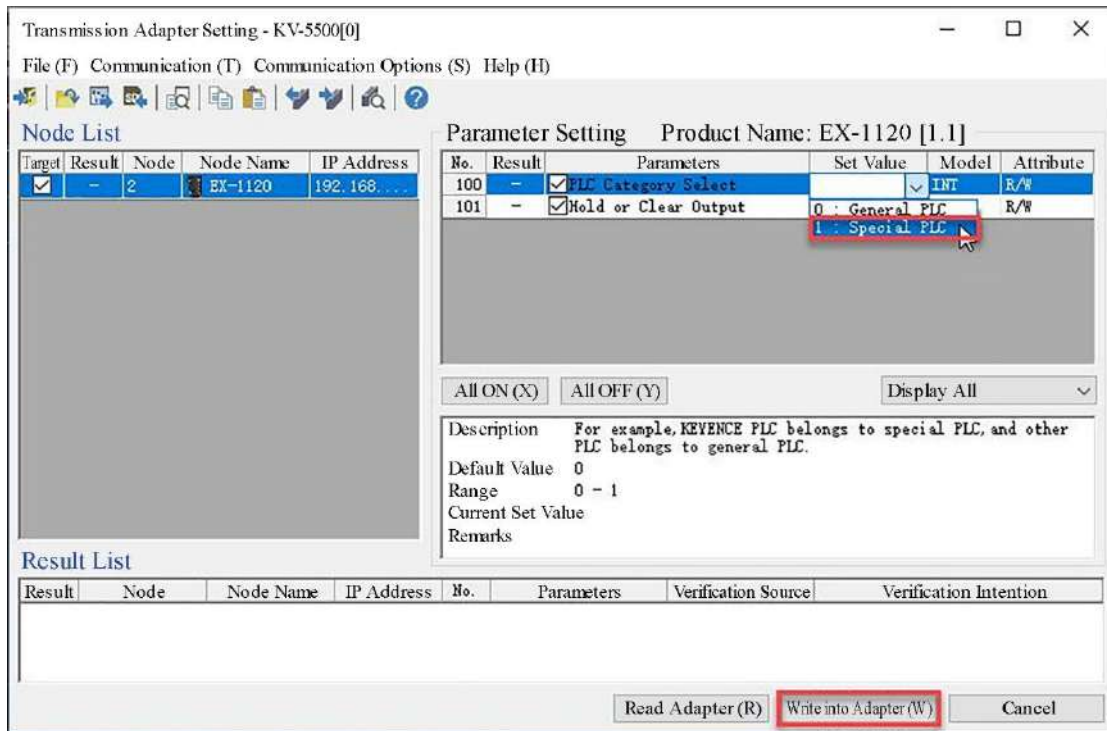 Transmission Adapter Setting - KV-5500[0]
File (F) Communication (T) Communication Options (S) Help (H)
Node List
Target Result Node Node Name IP Address
- 2 EX-1120 192.168....
Parameter Setting Product Name: EX-1120 [1.1]
No. Result Parameters Set Value Model Attribute
100 - PLC Category Select INT R/W
101 - Hold or Clear Output R/W
0 : General PLC
1 : Special PLC
All ON (X) All OFF (Y) Display All
Description For example, KEYENCE PLC belongs to special PLC, and other
PLC belongs to general PLC.
Default Value 0
Range 0 - 1
Current Set Value
Remarks
Result List
Result Node Node Name IP Address No. Parameters Verification Source Verification Intention
Read Adapter (R) Write into Adapter (W) Cancel